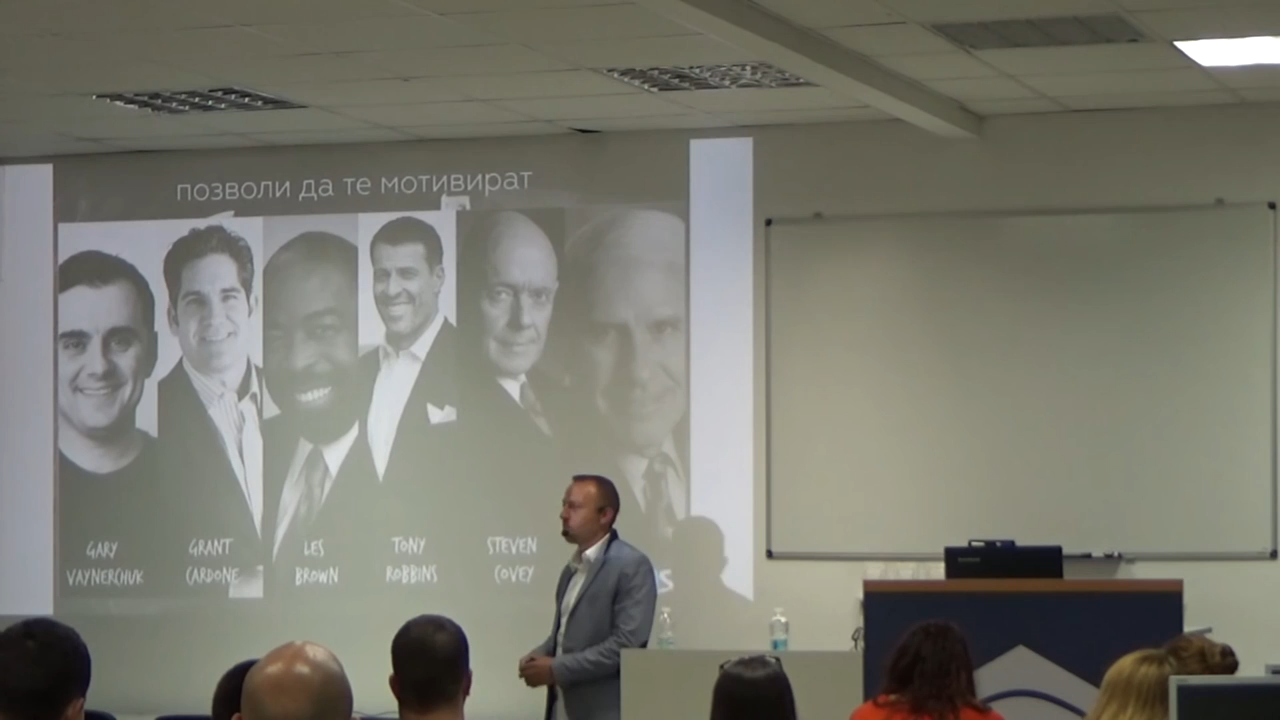 позволи да те мотивират
GARY
VAYNERCHUK
GRANT
CARDONE
LES
BROWN
TONY
ROBBINS
STEVEN
COVEY